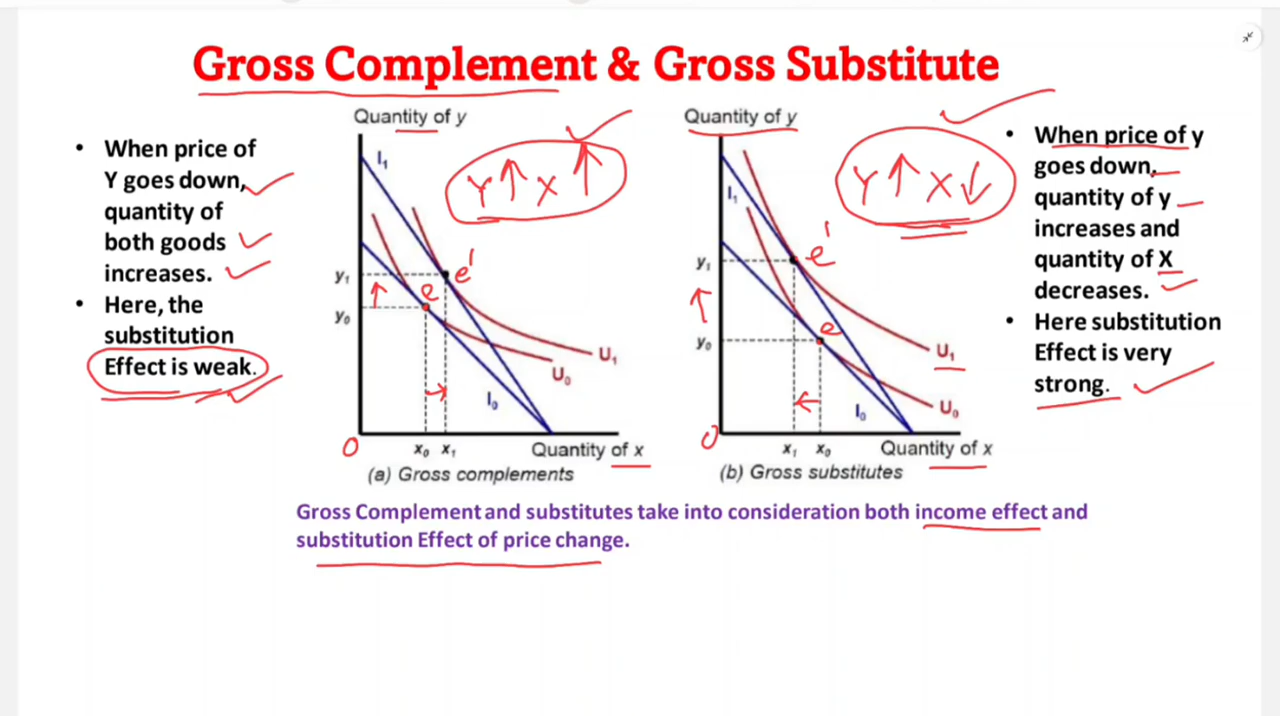 Gross Complement & Gross Substitute
• When price of
Y goes down,
quantity of
both goods
increases.
• Here, the
substitution
Effect is weak.
Quantity of y
I₁
Y↑ X↑
y₁
y₀
e'
e
U₁
U₀
I₀
O
x₀ x₁
Quantity of x
(a) Gross complements
Quantity of y
I₁
Y↑ X↓
y₁
y₀
e'
e
U₁
U₀
I₀
O
x₁ x₀
Quantity of x
(b) Gross substitutes
• When price of y
goes down,
quantity of y
increases and
quantity of X
decreases.
• Here substitution
Effect is very
strong.
Gross Complement and substitutes take into consideration both income effect and
substitution Effect of price change.